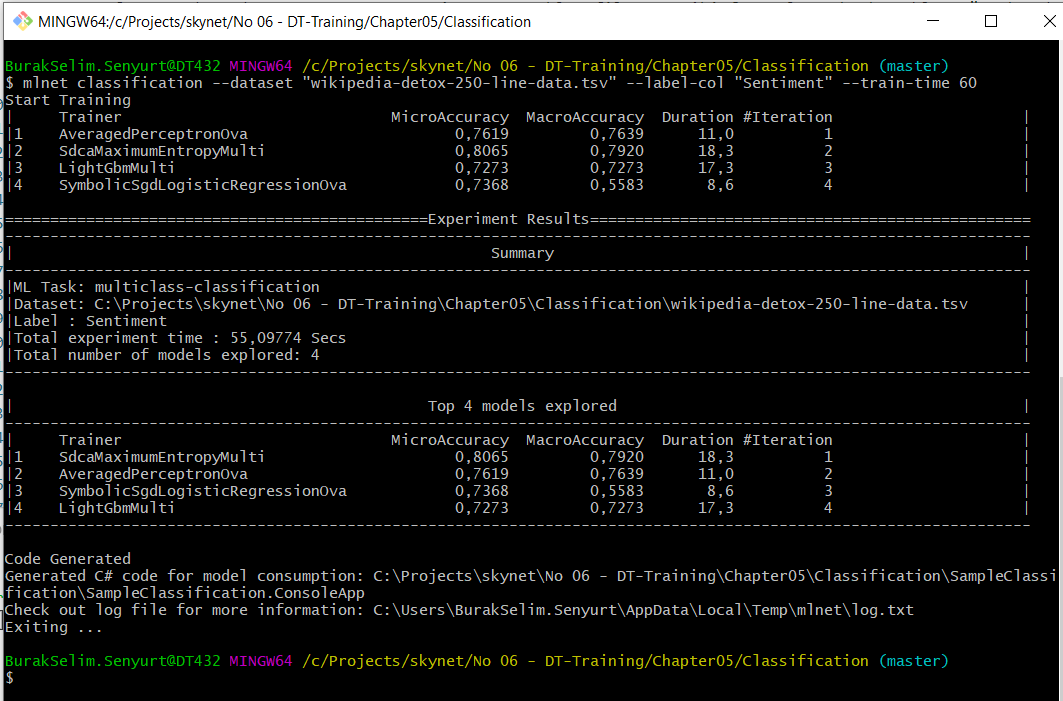 MINGW64:/c/Projects/skynet/No 06 - DT-Training/Chapter05/Classification
BurakSelim.Senyurt@DT432 MINGW64 /c/Projects/skynet/No 06 - DT-Training/Chapter05/Classification (master)
$ mlnet classification --dataset "wikipedia-detox-250-line-data.tsv" --label-col "Sentiment" --train-time 60
Start Training
|     Trainer                              MicroAccuracy  MacroAccuracy  Duration #Iteration                     |
|1    AveragedPerceptronOva                       0,7619         0,7639      11,0          1                     |
|2    SdcaMaximumEntropyMulti                     0,8065         0,7920      18,3          2                     |
|3    LightGbmMulti                               0,7273         0,7273      17,3          3                     |
|4    SymbolicSgdLogisticRegressionOva            0,7368         0,5583       8,6          4                     |
===============================================Experiment Results=================================================
------------------------------------------------------------------------------------------------------------------
|                                                     Summary                                                    |
------------------------------------------------------------------------------------------------------------------
|ML Task: multiclass-classification                                                                              |
|Dataset: C:\Projects\skynet\No 06 - DT-Training\Chapter05\Classification\wikipedia-detox-250-line-data.tsv      |
|Label : Sentiment                                                                                               |
|Total experiment time : 55,09774 Secs                                                                           |
|Total number of models explored: 4                                                                              |
------------------------------------------------------------------------------------------------------------------
|                                              Top 4 models explored                                             |
------------------------------------------------------------------------------------------------------------------
|     Trainer                              MicroAccuracy  MacroAccuracy  Duration #Iteration                     |
|1    SdcaMaximumEntropyMulti                     0,8065         0,7920      18,3          1                     |
|2    AveragedPerceptronOva                       0,7619         0,7639      11,0          2                     |
|3    SymbolicSgdLogisticRegressionOva            0,7368         0,5583       8,6          3                     |
|4    LightGbmMulti                               0,7273         0,7273      17,3          4                     |
------------------------------------------------------------------------------------------------------------------
Code Generated
Generated C# code for model consumption: C:\Projects\skynet\No 06 - DT-Training\Chapter05\Classification\SampleClassi
fication\SampleClassification.ConsoleApp
Check out log file for more information: C:\Users\BurakSelim.Senyurt\AppData\Local\Temp\mlnet\log.txt
Exiting ...
BurakSelim.Senyurt@DT432 MINGW64 /c/Projects/skynet/No 06 - DT-Training/Chapter05/Classification (master)
$